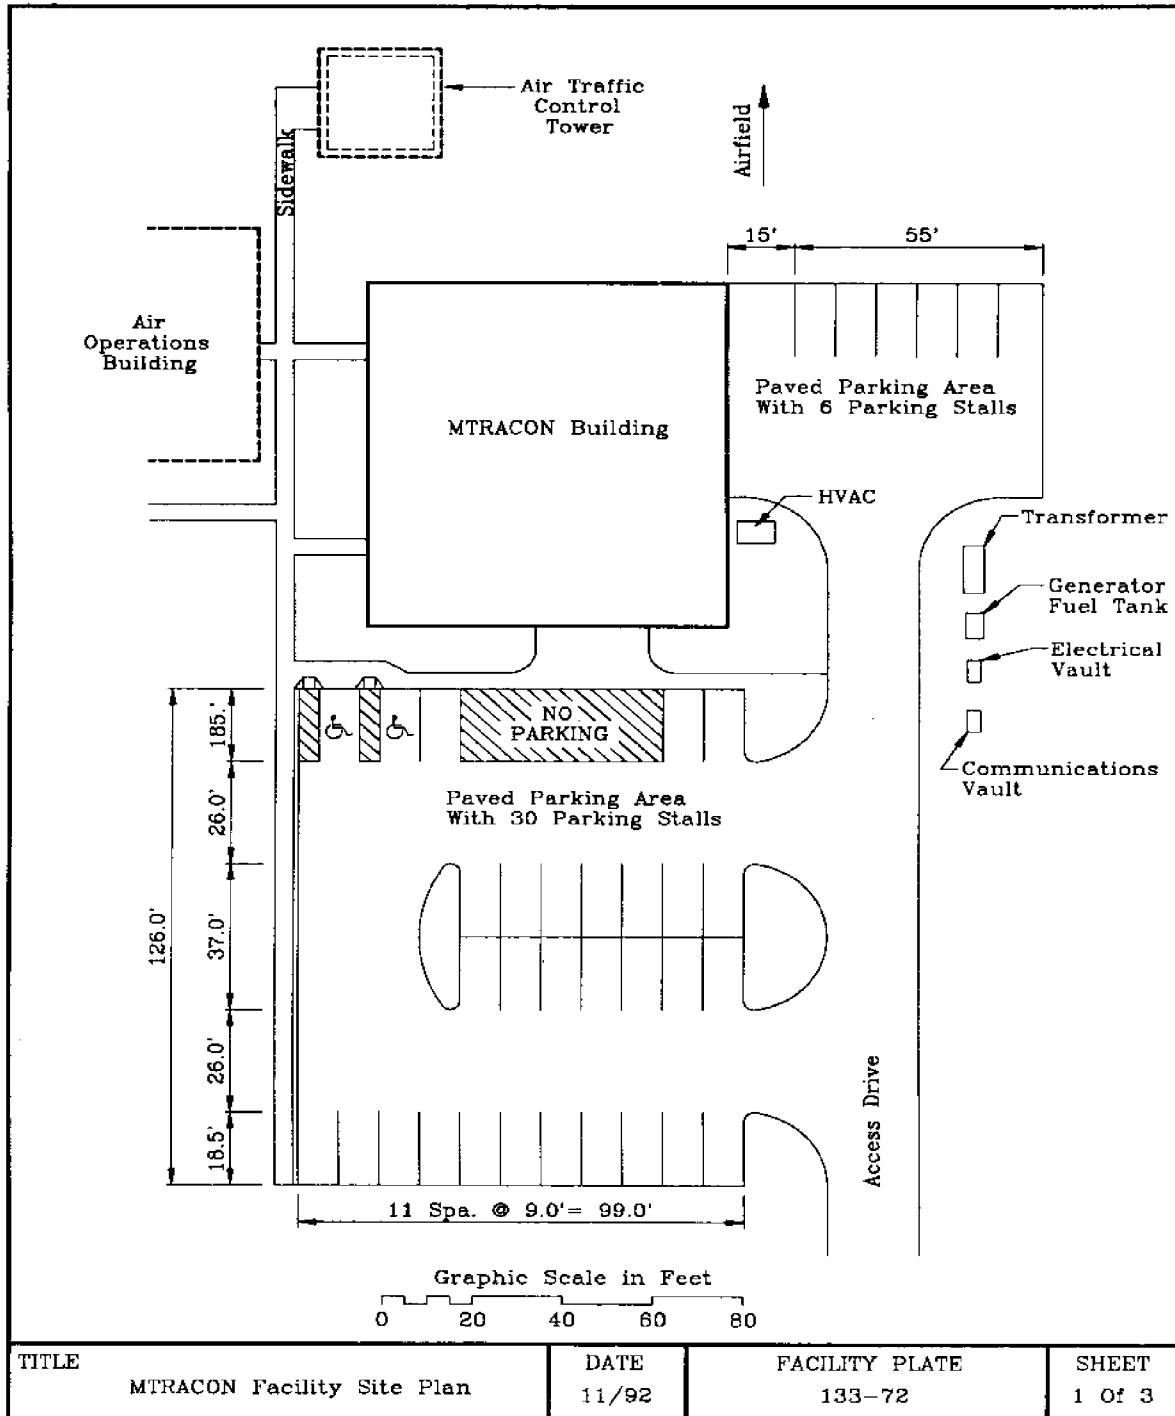 Air Traffic
Control
Tower
Airfield
Sidewalk
15'
55'
Air
Operations
Building
Paved Parking Area
With 6 Parking Stalls
MTRACON Building
HVAC
Transformer
Generator
Fuel Tank
Electrical
Vault
Communications
Vault
NO
PARKING
185.'
26.0'
37.0'
26.0'
18.5'
126.0'
Paved Parking Area
With 30 Parking Stalls
Access Drive
11 Spa. @ 9.0'= 99.0'
Graphic Scale in Feet
0 20 40 60 80
TITLE
MTRACON Facility Site Plan
DATE
11/92
FACILITY PLATE
133-72
SHEET
1 Of 3